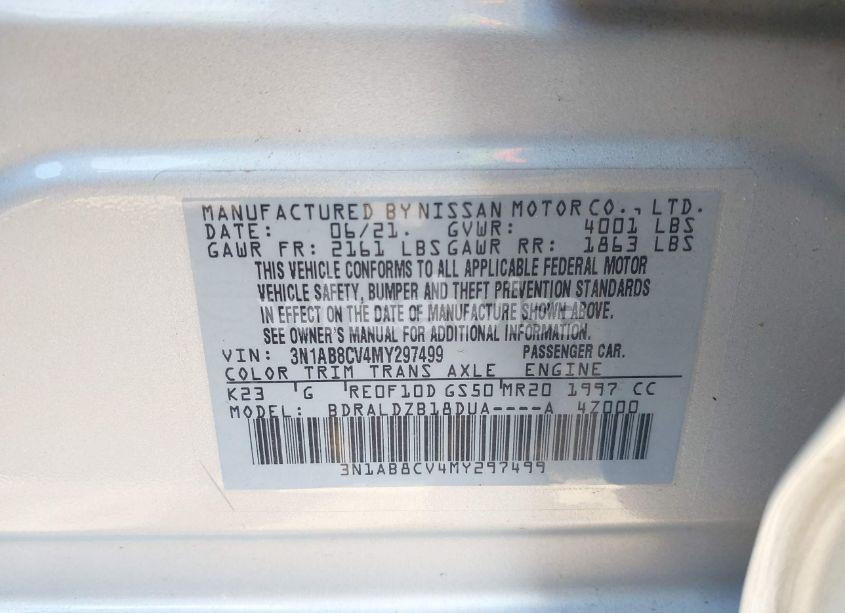 MANUFACTURED BY NISSAN MOTOR CO., LTD.
DATE: 06/21. GVWR: 4001 LBS
GAWR FR: 2161 LBS GAWR RR: 1863 LBS
THIS VEHICLE CONFORMS TO ALL APPLICABLE FEDERAL MOTOR
VEHICLE SAFETY, BUMPER AND THEFT PREVENTION STANDARDS
IN EFFECT ON THE DATE OF MANUFACTURE SHOWN ABOVE.
SEE OWNER'S MANUAL FOR ADDITIONAL INFORMATION.
VIN: 3N1AB8CV4MY297499 PASSENGER CAR.
COLOR TRIM TRANS AXLE ENGINE
K23 G RE0F10D GS50 MR20 1997 CC
MODEL: BDRALDZB18DUA----A 4Z000
3N1AB8CV4MY297499